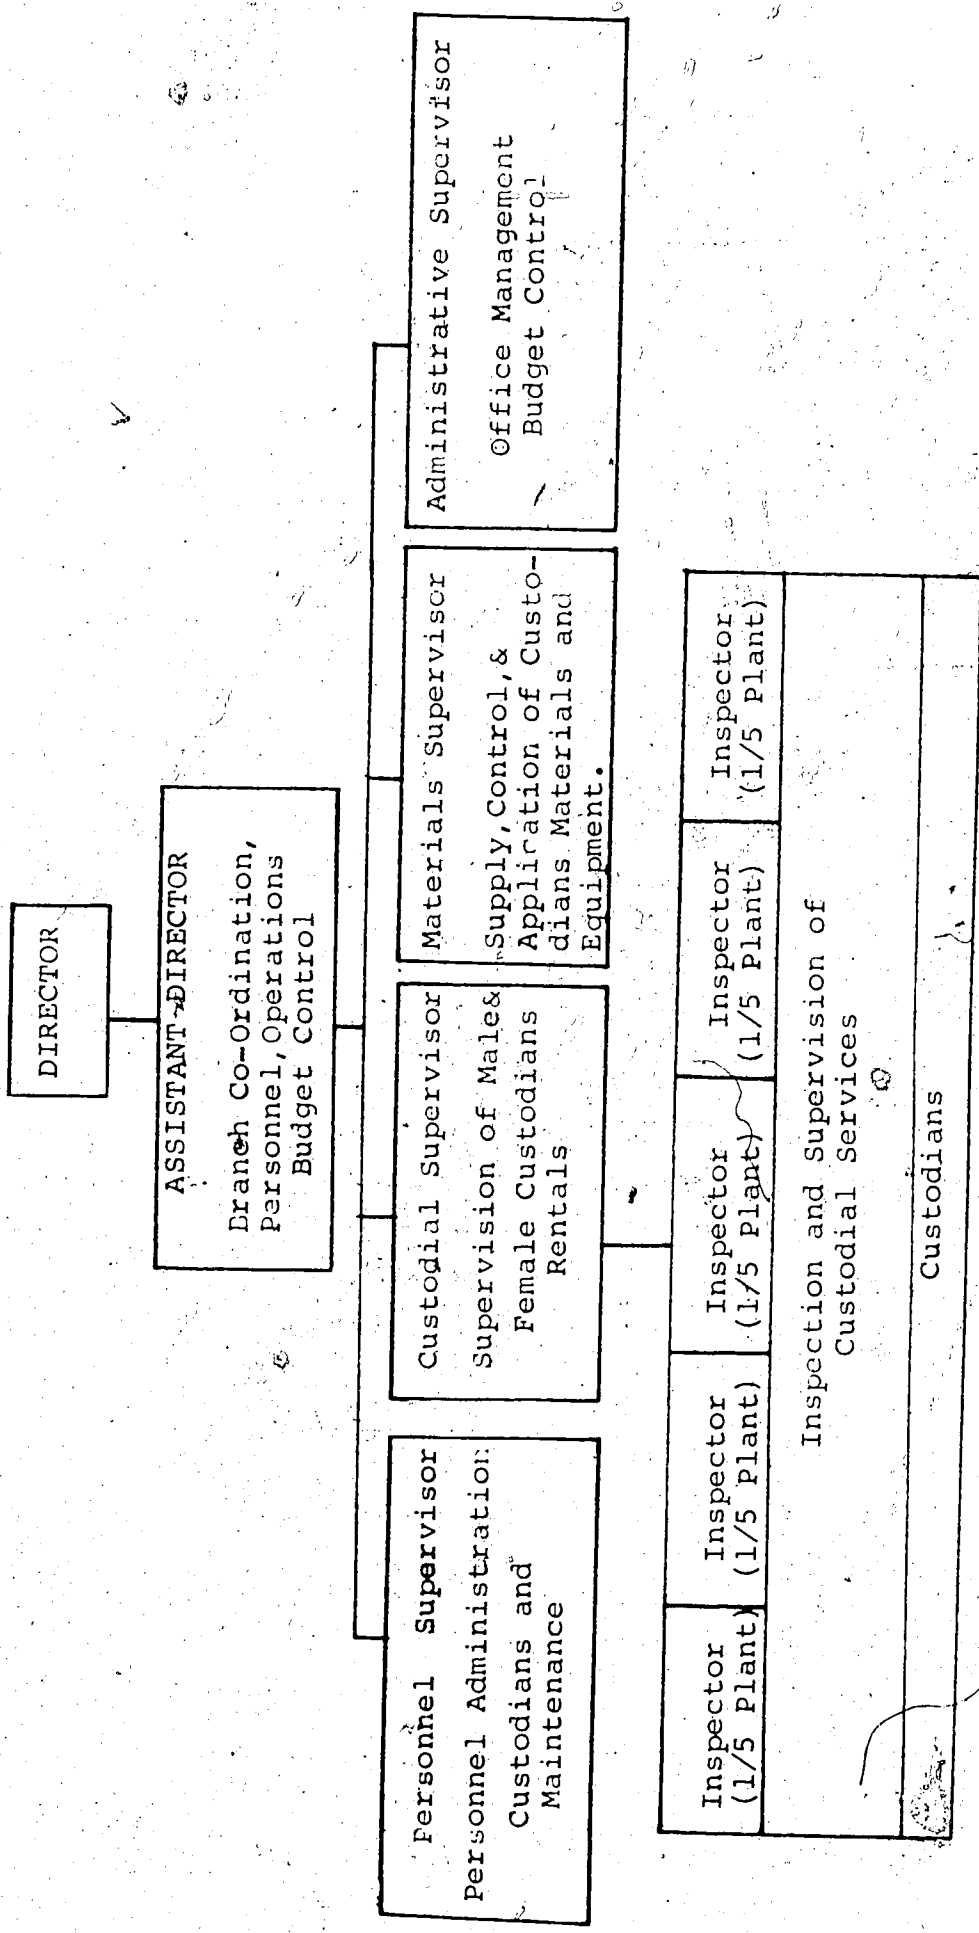 DIRECTOR
ASSISTANT DIRECTOR
Branch Co-Ordination,
Personnel, Operations
Budget Control
Personnel Supervisor
Personnel Administration
Custodians and
Maintenance
Custodial Supervisor
Supervision of Male&
Female Custodians
Rentals
Materials Supervisor
Supply, Control, &
Application of Custo-
dians Materials and
Equipment.
Administrative Supervisor
Office Management
Budget Control
Inspector
(1/5 Plant)
Inspector
(1/5 Plant)
Inspector
(1/5 Plant)
Inspector
(1/5 Plant)
Inspector
(1/5 Plant)
Inspection and Supervision of
Custodial Services
Custodians